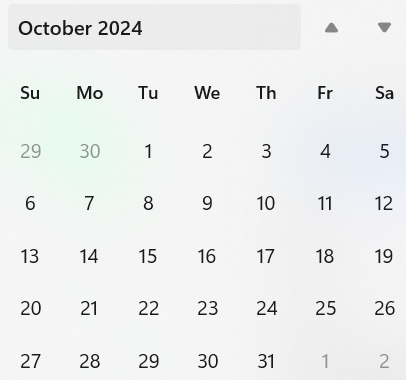 October 2024
Su Mo Tu We Th Fr Sa
29 30 1 2 3 4 5
6 7 8 9 10 11 12
13 14 15 16 17 18 19
20 21 22 23 24 25 26
27 28 29 30 31 1 2